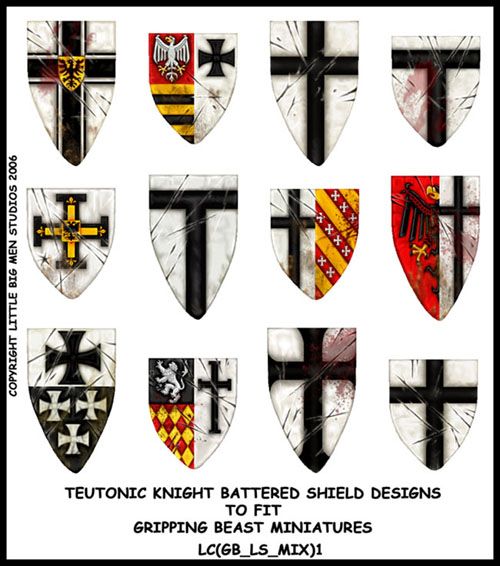 COPYRIGHT LITTLE BIG MEN STUDIOS 2006
TEUTONIC KNIGHT BATTERED SHIELD DESIGNS
TO FIT
GRIPPING BEAST MINIATURES
LC(GB_LS_MIX)1